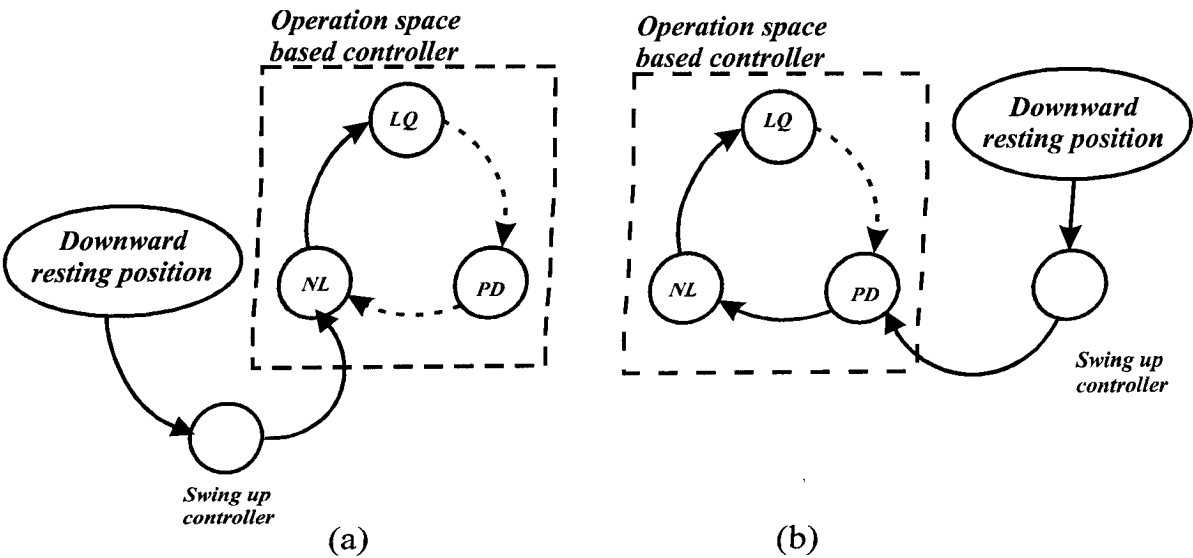 Operation space
based controller
LQ
Downward
resting position
NL
PD
Swing up
controller
(a)
Operation space
based controller
LQ
Downward
resting position
NL
PD
Swing up
controller
(b)